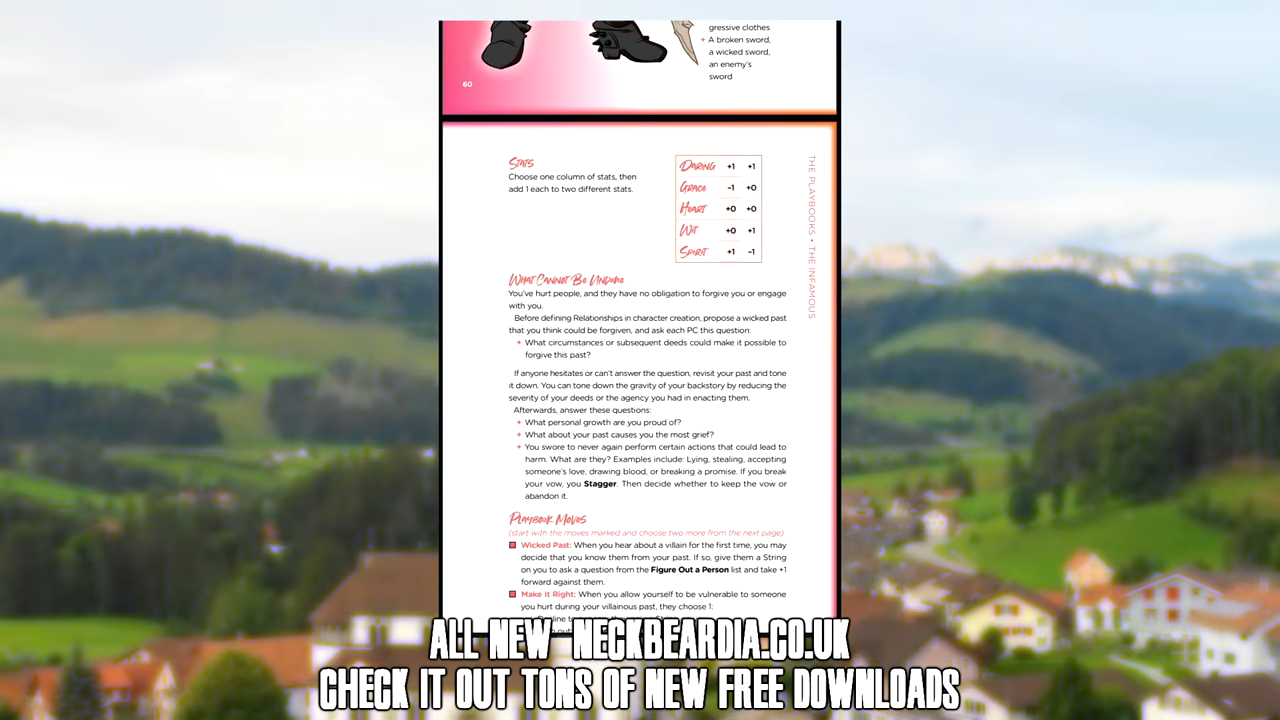 gressive clothes
+ A broken sword,
a wicked sword,
an enemy's
sword
60
STATS
Choose one column of stats, then
add 1 each to two different stats.
DARING +1 +1
GRACE -1 +0
HEART +0 +0
WIT +0 +1
SPIRIT +1 -1
THE PLAYBOOKS • THE INFAMOUS
WHAT CANNOT BE UNDONE
You've hurt people, and they have no obligation to forgive you or engage
with you.
Before defining Relationships in character creation, propose a wicked past
that you think could be forgiven, and ask each PC this question:
+ What circumstances or subsequent deeds could make it possible to
forgive this past?
If anyone hesitates or can't answer the question, revisit your past and tone
it down. You can tone down the gravity of your backstory by reducing the
severity of your deeds or the agency you had in enacting them.
Afterwards, answer these questions:
+ What personal growth are you proud of?
+ What about your past causes you the most grief?
+ You swore to never again perform certain actions that could lead to
harm. What are they? Examples include: Lying, stealing, accepting
someone's love, drawing blood, or breaking a promise. If you break
your vow, you Stagger. Then decide whether to keep the vow or
abandon it.
PLAYBOOK MOVES
(start with the moves marked and choose two more from the next page)
Wicked Past: When you hear about a villain for the first time, you may
decide that you know them from your past. If so, give them a String
on you to ask a question from the Figure Out a Person list and take +1
forward against them.
Make It Right: When you allow yourself to be vulnerable to someone
you hurt during your villainous past, they choose 1:
ALL NEW NECKBEARDIA.CO.UK
CHECK IT OUT TONS OF NEW FREE DOWNLOADS